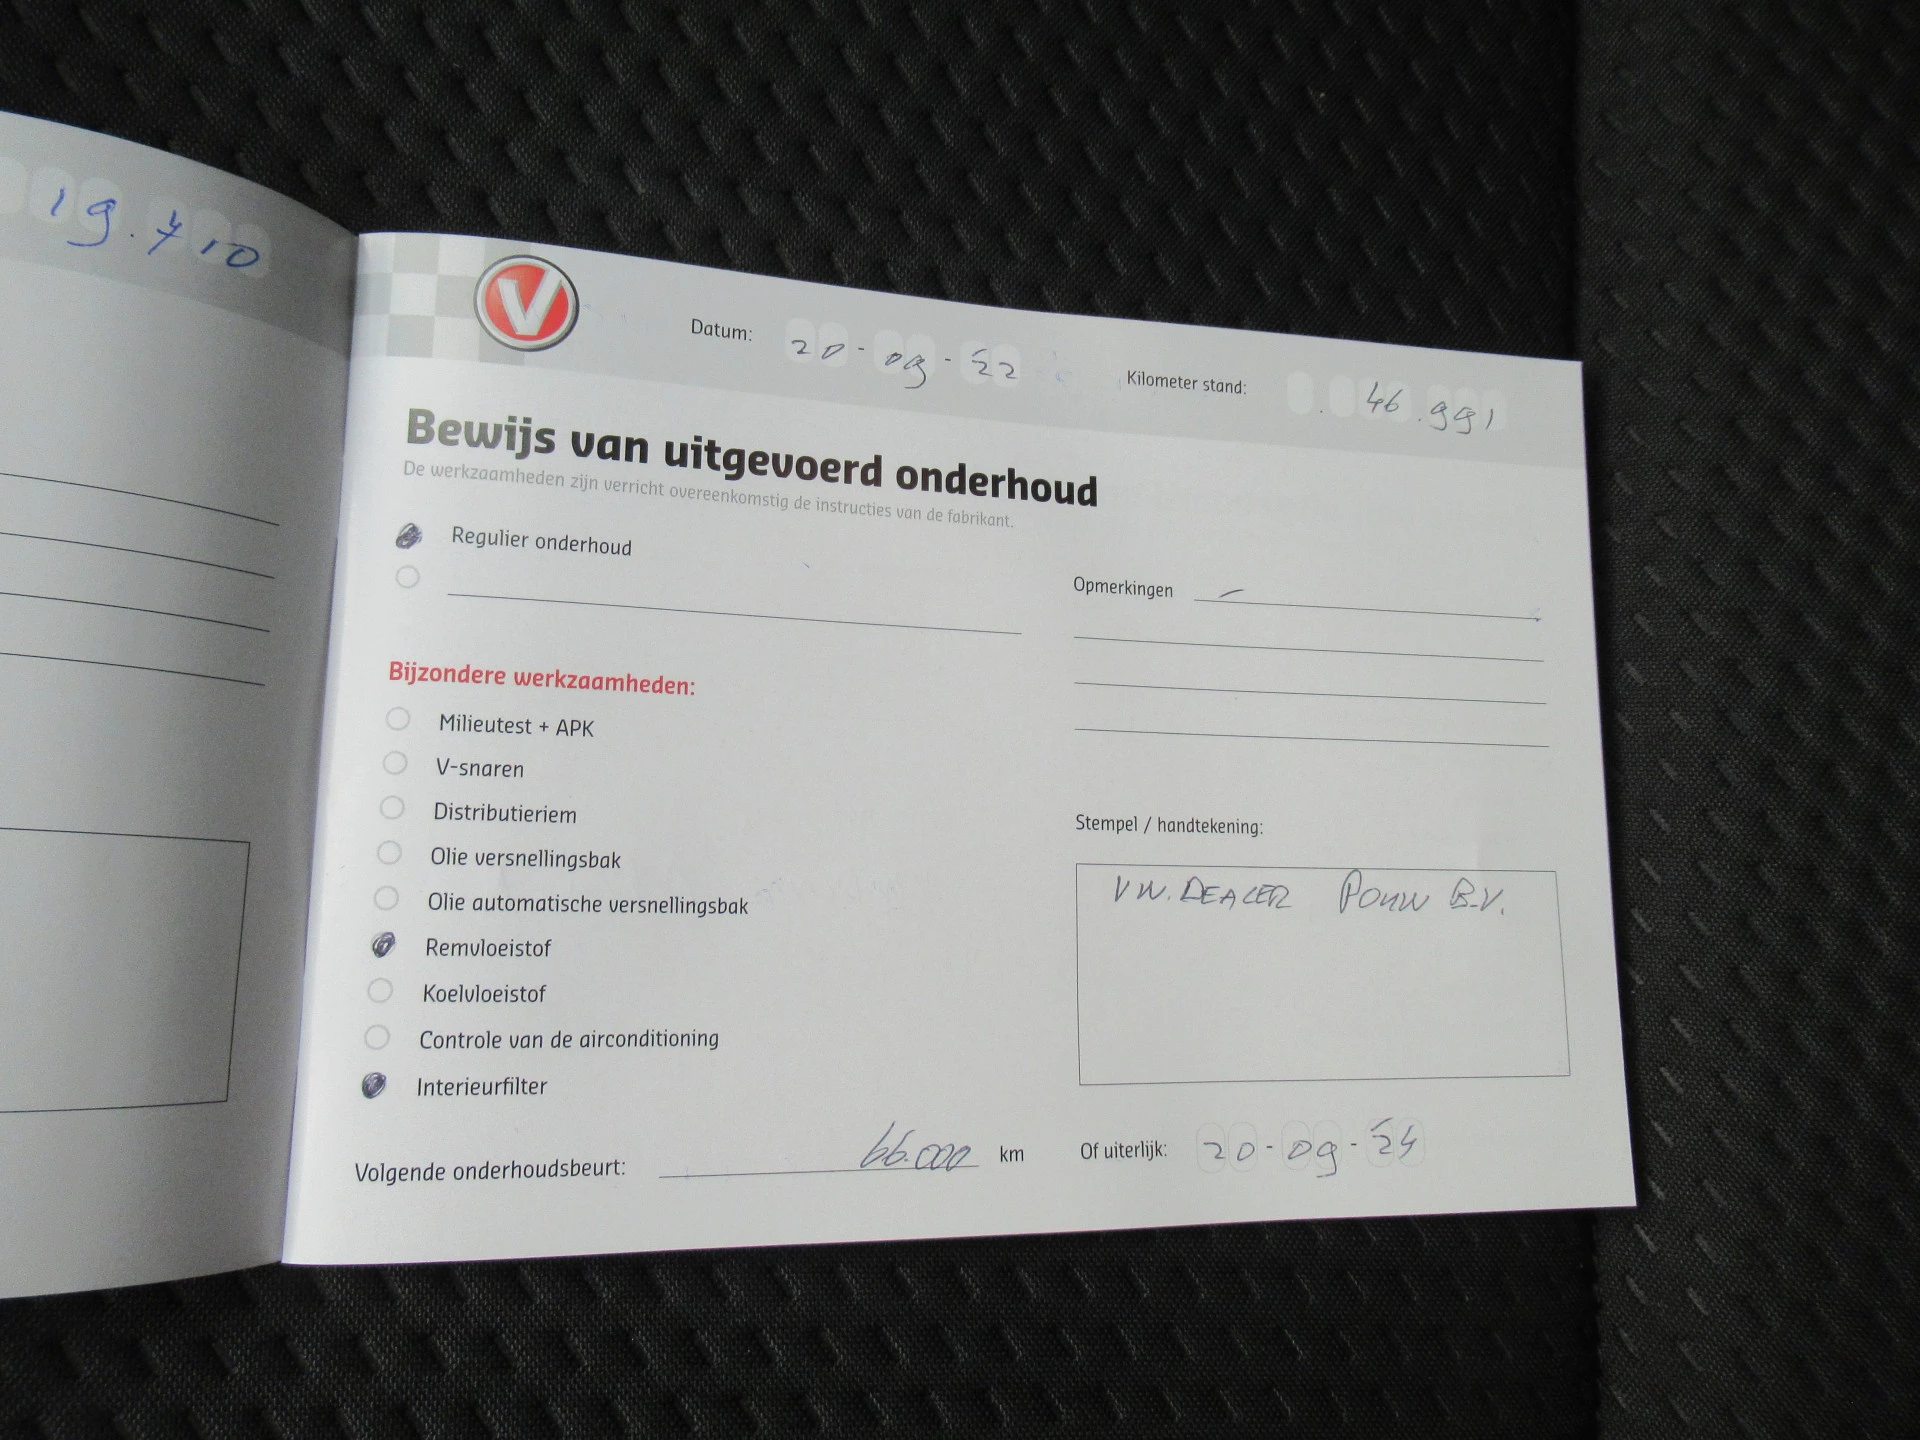 19.710
V
Datum: 20-09-22
Kilometer stand: . 46.991
Bewijs van uitgevoerd onderhoud
De werkzaamheden zijn verricht overeenkomstig de instructies van de fabrikant.
Regulier onderhoud
Opmerkingen –
Bijzondere werkzaamheden:
Milieutest + APK
V-snaren
Distributieriem
Olie versnellingsbak
Olie automatische versnellingsbak
Remvloeistof
Koelvloeistof
Controle van de airconditioning
Interieurfilter
Stempel / handtekening:
VW. DEALER POUW B.V.
Volgende onderhoudsbeurt: 66.000 km
Of uiterlijk: 20-09-24